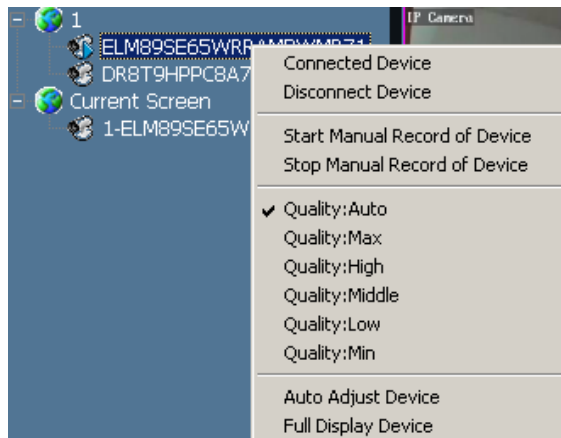 1
IP Camera
ELM89SE65WRRAMBWMBZ1
DR8T9HPPC8A7
Current Screen
1-ELM89SE65W
Connected Device
Disconnect Device
Start Manual Record of Device
Stop Manual Record of Device
Quality:Auto
Quality:Max
Quality:High
Quality:Middle
Quality:Low
Quality:Min
Auto Adjust Device
Full Display Device